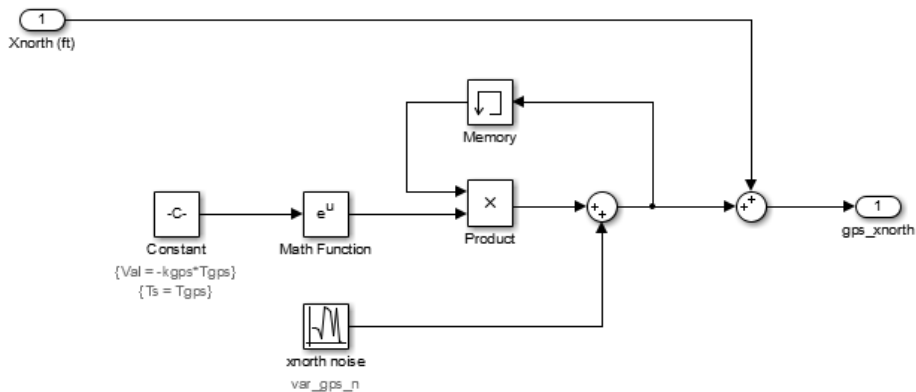 1
Xnorth (ft)
Memory
-C-
e^u
×
Constant
Math Function
Product
{Val = -kgps*Tgps}
{Ts = Tgps}
+
+
+
+
1
gps_xnorth
xnorth noise
var_gps_n